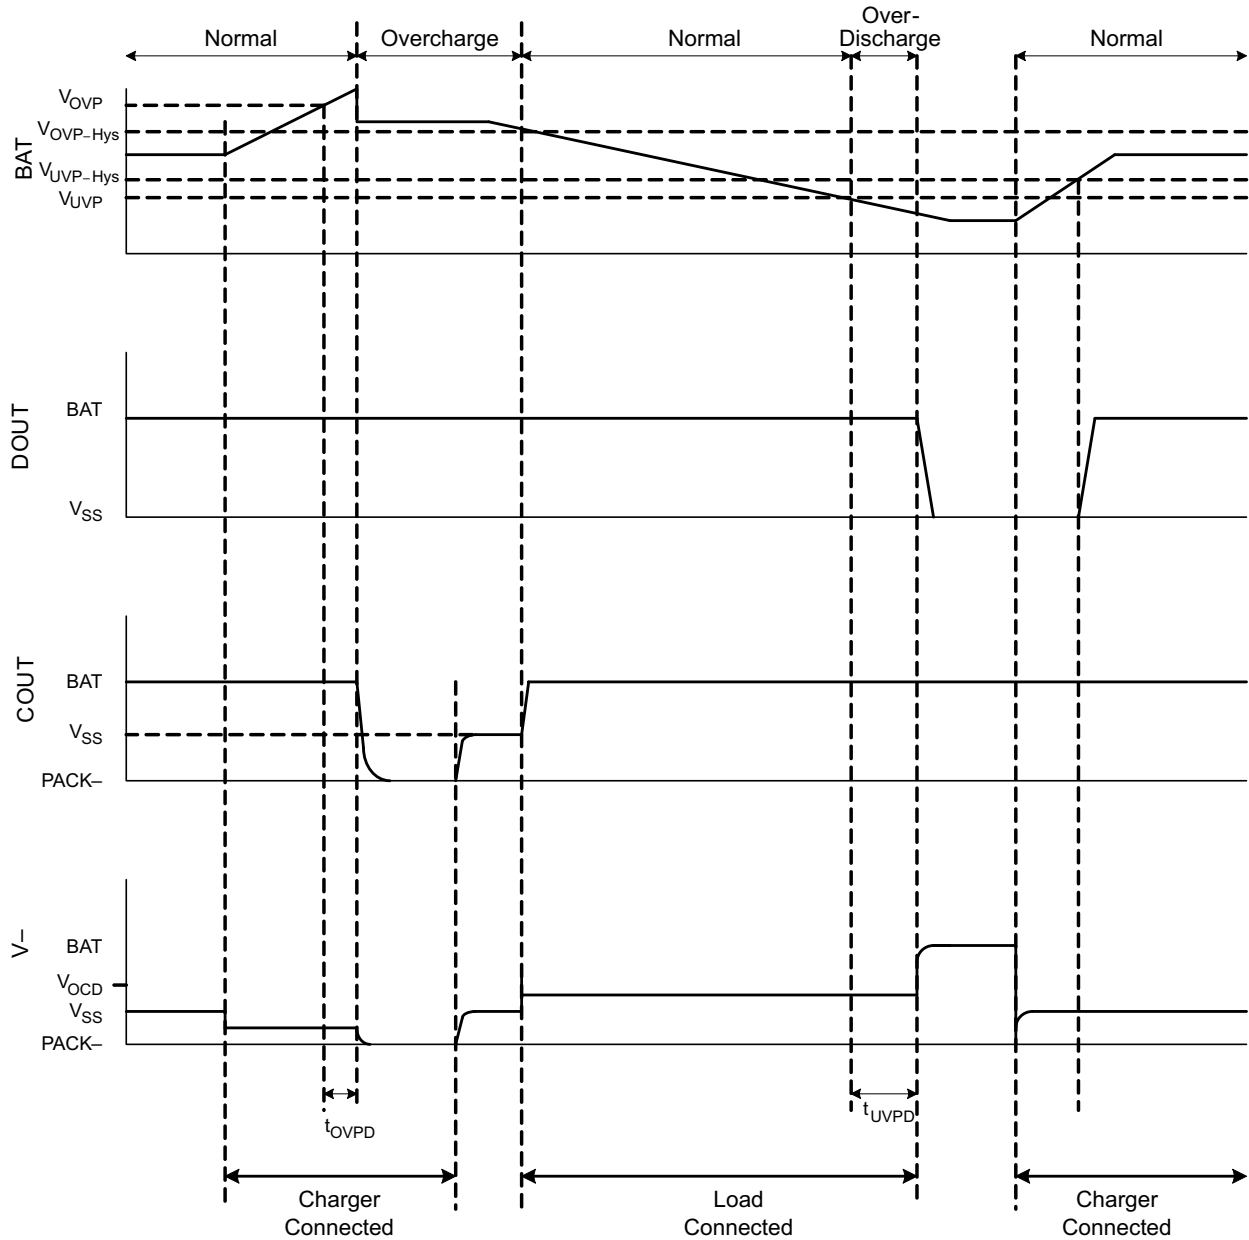 Normal
Overcharge
Normal
Over-
Discharge
Normal
BAT
VOVP
VOVP–Hys
VUVP–Hys
VUVP
DOUT
BAT
VSS
COUT
BAT
VSS
PACK–
V–
BAT
VOCD
VSS
PACK–
tOVPD
tUVPD
Charger
Connected
Load
Connected
Charger
Connected